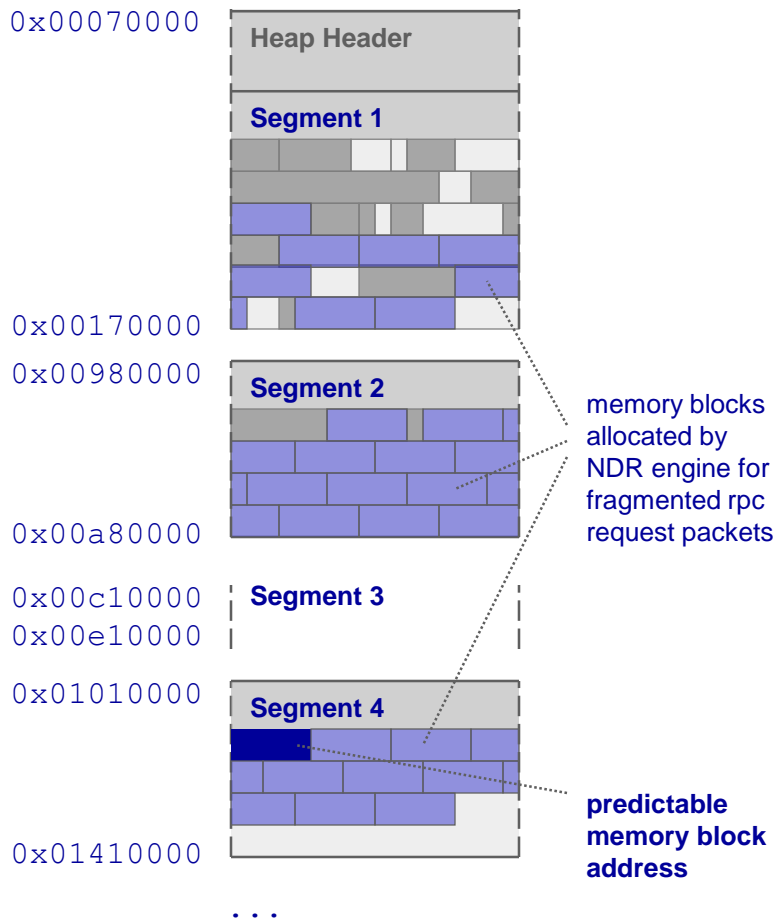 0x00070000
Heap Header
Segment 1
0x00170000
0x00980000
Segment 2
memory blocks
allocated by
NDR engine for
fragmented rpc
request packets
0x00a80000
0x00c10000
Segment 3
0x00e10000
0x01010000
Segment 4
predictable
memory block
address
0x01410000
...